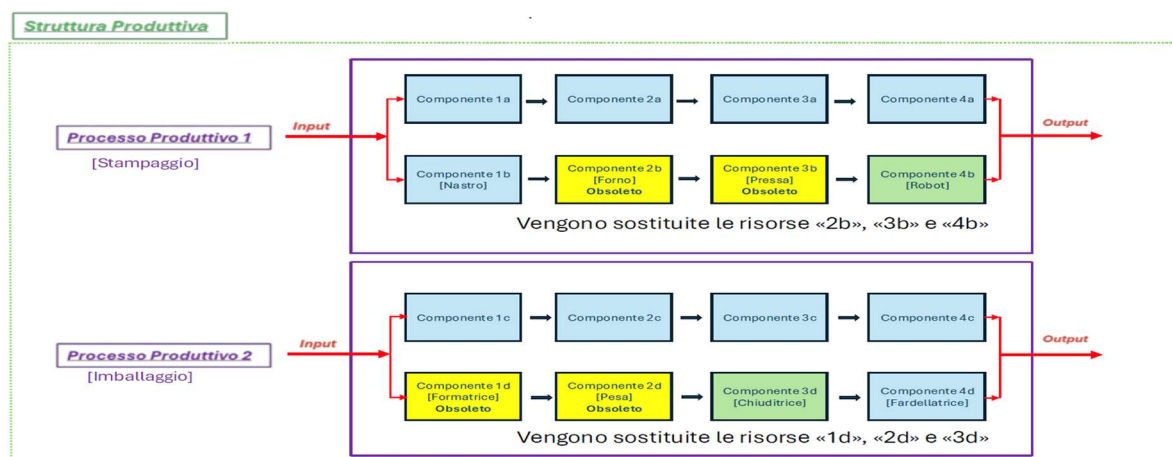 Struttura Produttiva
Processo Produttivo 1
[Stampaggio]
Input
Componente 1a
Componente 2a
Componente 3a
Componente 4a
Output
Componente 1b
[Nastro]
Componente 2b
[Forno]
Obsoleto
Componente 3b
[Pressa]
Obsoleto
Componente 4b
[Robot]
Vengono sostituite le risorse «2b», «3b» e «4b»
Processo Produttivo 2
[Imballaggio]
Input
Componente 1c
Componente 2c
Componente 3c
Componente 4c
Output
Componente 1d
[Formatrice]
Obsoleto
Componente 2d
[Pesa]
Obsoleto
Componente 3d
[Chiuditrice]
Componente 4d
[Fardellatrice]
Vengono sostituite le risorse «1d», «2d» e «3d»